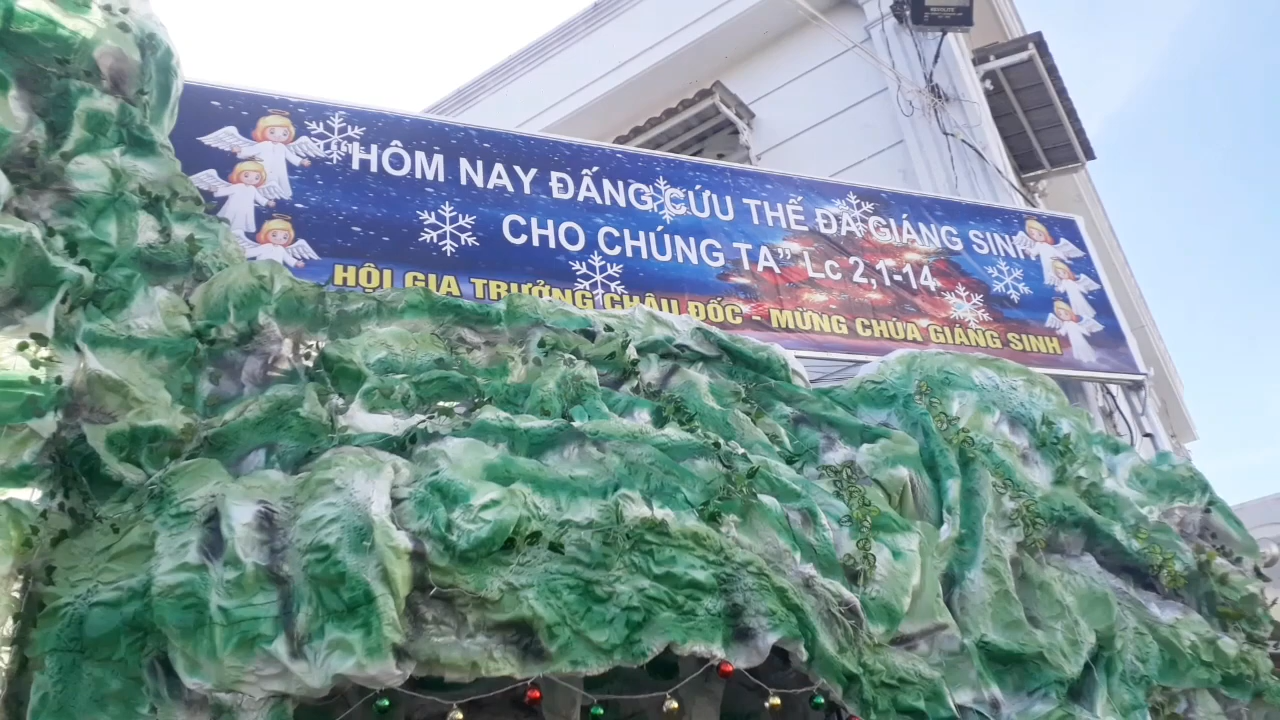 "HÔM NAY ĐẤNG CỨU THẾ ĐÃ GIÁNG SINH
CHO CHÚNG TA" Lc 2,1-14
HỘI GIA TRƯỞNG CHÂU ĐỐC - MỪNG CHÚA GIÁNG SINH